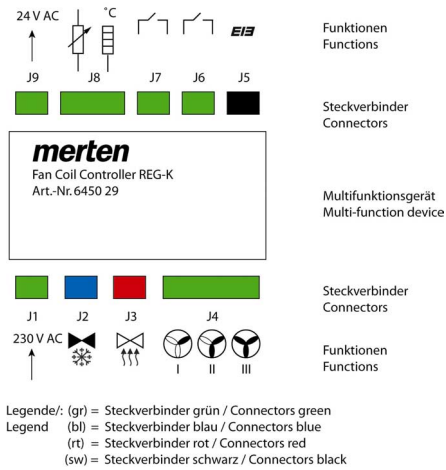 24 V AC °C EIB
Funktionen
Functions
J9 J8 J7 J6 J5
Steckverbinder
Connectors
merten
Fan Coil Controller REG-K
Art.-Nr. 6450 29
Multifunktionsgerät
Multi-function device
Steckverbinder
Connectors
J1 J2 J3 J4
230 V AC
I II III
Funktionen
Functions
Legende/: (gr) = Steckverbinder grün / Connectors green
Legend (bl) = Steckverbinder blau / Connectors blue
(rt) = Steckverbinder rot / Connectors red
(sw) = Steckverbinder schwarz / Connectors black